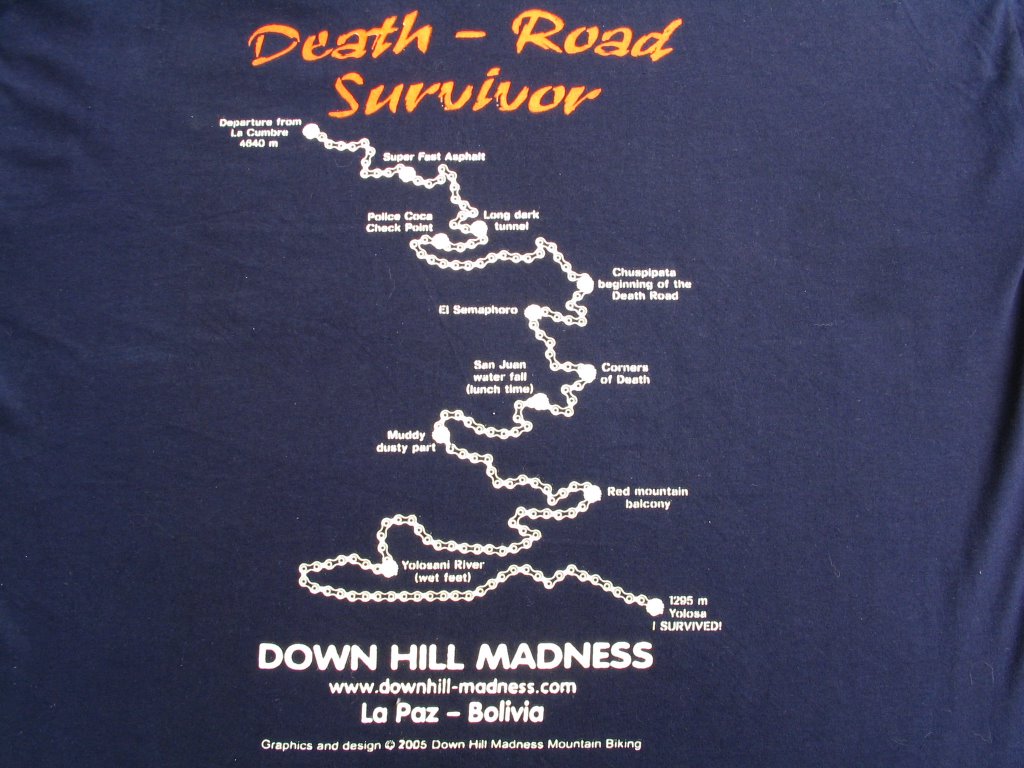 Death - Road
Survivor
Departure from
La Cumbre
4640 m
Super Fast Asphalt
Police Coca
Check Point
Long dark
tunnel
Chuspipata
beginning of the
Death Road
El Semaphoro
Corners
of Death
San Juan
water fall
(lunch time)
Muddy
dusty part
Red mountain
balcony
Yolosani River
(wet feet)
1295 m
Yolosa
I SURVIVED!
DOWN HILL MADNESS
www.downhill-madness.com
La Paz - Bolivia
Graphics and design © 2005 Down Hill Madness Mountain Biking